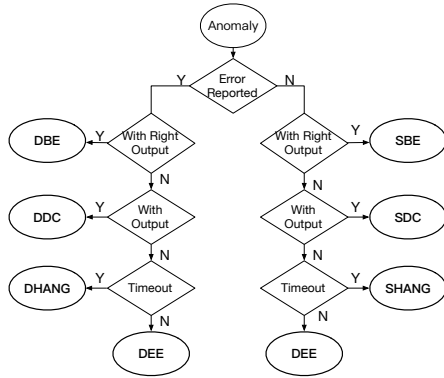 Anomaly
Error
Reported
Y
N
DBE
Y
With Right
Output
With Right
Output
Y
SBE
N
N
DDC
Y
With
Output
With
Output
Y
SDC
N
N
DHANG
Y
Timeout
Timeout
Y
SHANG
N
N
DEE
DEE